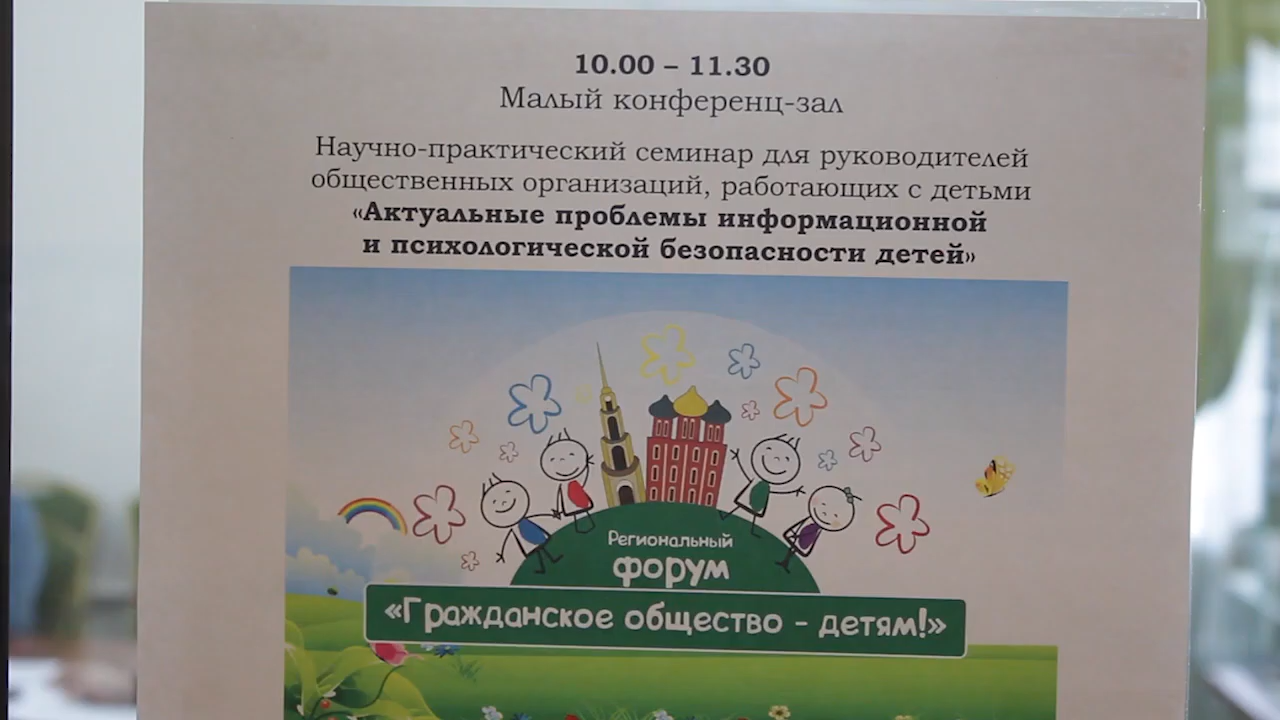 10.00 – 11.30
Малый конференц-зал
Научно-практический семинар для руководителей
общественных организаций, работающих с детьми
«Актуальные проблемы информационной
и психологической безопасности детей»
Региональный
форум
«Гражданское общество - детям!»